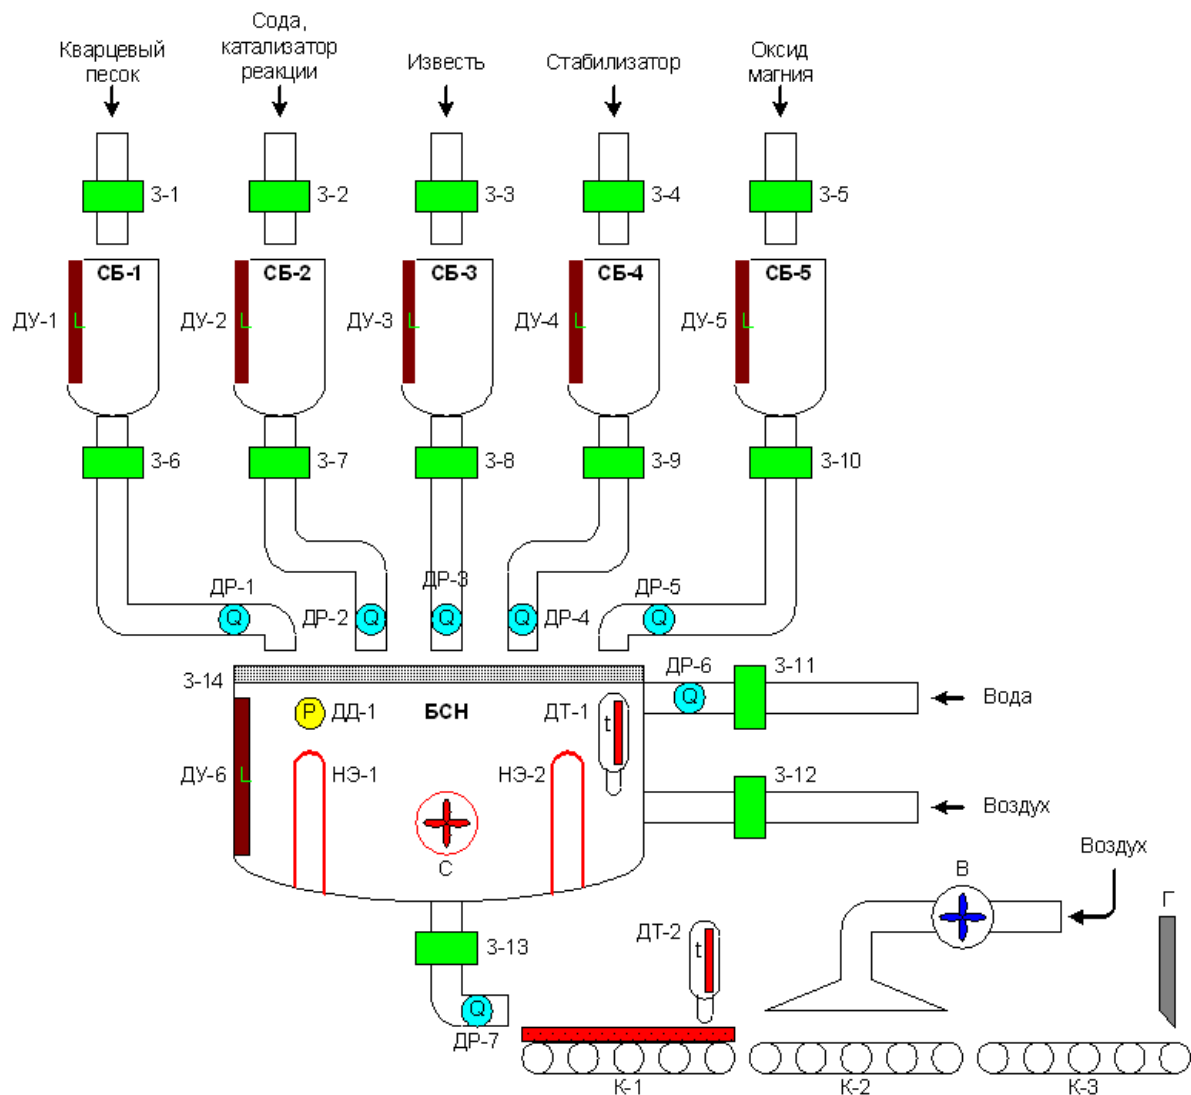 Кварцевый
песок
Сода,
катализатор
реакции
Известь
Стабилизатор
Оксид
магния
З-1
З-2
З-3
З-4
З-5
СБ-1
СБ-2
СБ-3
СБ-4
СБ-5
ДУ-1
L
ДУ-2
L
ДУ-3
L
ДУ-4
L
ДУ-5
L
З-6
З-7
З-8
З-9
З-10
ДР-1
Q
ДР-2
Q
ДР-3
Q
ДР-4
Q
ДР-5
Q
З-14
ДР-6
Q
З-11
Вода
P
ДД-1
БСН
ДТ-1
t
ДУ-6
L
НЭ-1
НЭ-2
З-12
Воздух
С
В
Воздух
Г
З-13
ДТ-2
t
Q
ДР-7
К-1
К-2
К-3